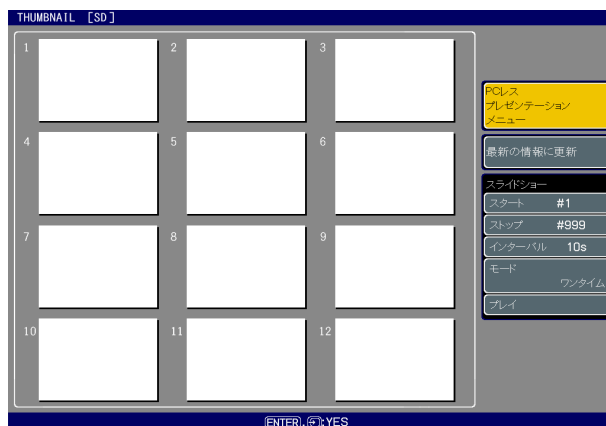 THUMBNAIL [SD]
1
2
3
4
5
6
7
8
9
10
11
12
PCレス
プレゼンテーション
メニュー
最新の情報に更新
スライドショー
スタート #1
ストップ #999
インターバル 10s
モード
ワンタイム
プレイ
ENTER, :YES